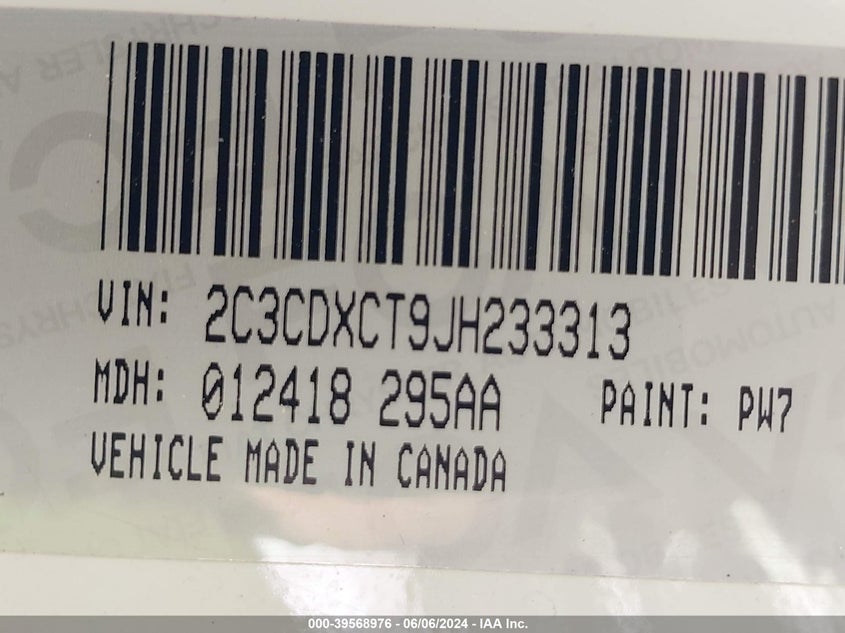 VIN: 2C3CDXCT9JH233313
MDH: 012418 295AA PAINT: PW7
VEHICLE MADE IN CANADA
000-39568976 / 06/06/2024 - IAA Inc.